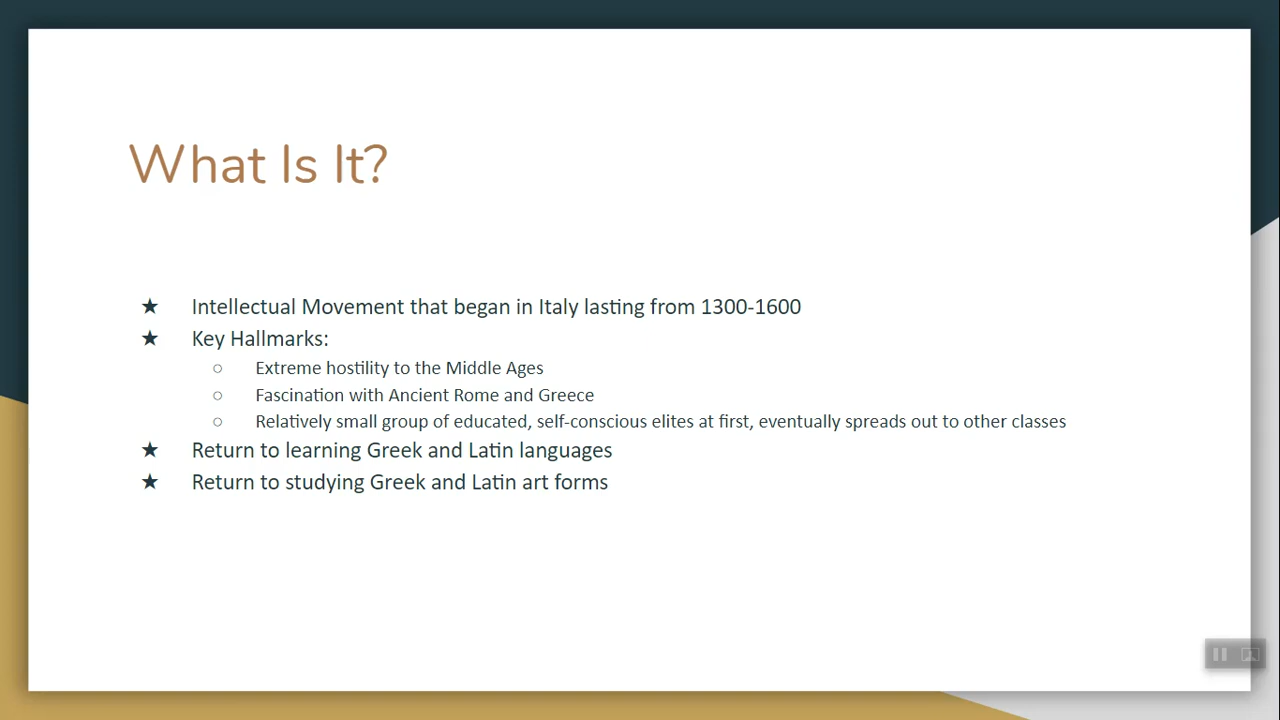 What Is It?
★ Intellectual Movement that began in Italy lasting from 1300-1600
★ Key Hallmarks:
○ Extreme hostility to the Middle Ages
○ Fascination with Ancient Rome and Greece
○ Relatively small group of educated, self-conscious elites at first, eventually spreads out to other classes
★ Return to learning Greek and Latin languages
★ Return to studying Greek and Latin art forms